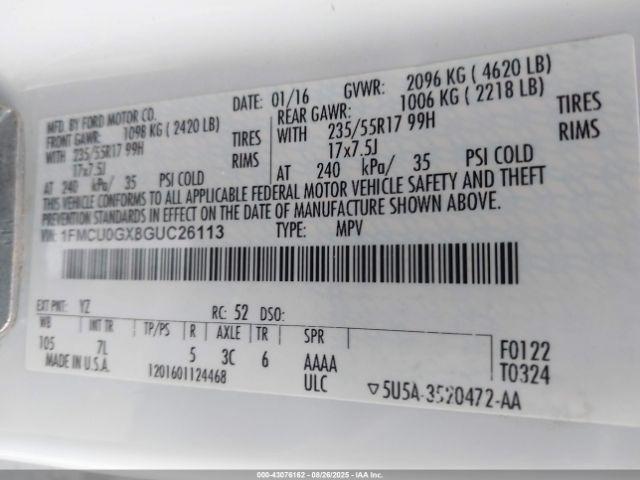 MFD. BY FORD MOTOR CO.
DATE: 01/16 GVWR: 2096 KG ( 4620 LB)
FRONT GAWR: 1098 KG ( 2420 LB)
REAR GAWR: 1006 KG ( 2218 LB)
WITH 235/55R17 99H TIRES
WITH 235/55R17 99H TIRES
17x7.5J RIMS
17x7.5J RIMS
AT 240 kPa/ 35 PSI COLD
AT 240 kPa/ 35 PSI COLD
THIS VEHICLE CONFORMS TO ALL APPLICABLE FEDERAL MOTOR VEHICLE SAFETY AND THEFT
PREVENTION STANDARDS IN EFFECT ON THE DATE OF MANUFACTURE SHOWN ABOVE.
VIN: 1FMCU0GX8GUC26113 TYPE: MPV
EXT PNT: YZ RC: 52 DSO:
WB INT TR TP/PS R AXLE TR SPR
105 7L 5 3C 6 AAAA
F0122
MADE IN U.S.A. 1201601124468 ULC
T0324
▽5U5A-3520472-AA
000-43076162 - 08/26/2025 - IAA Inc.